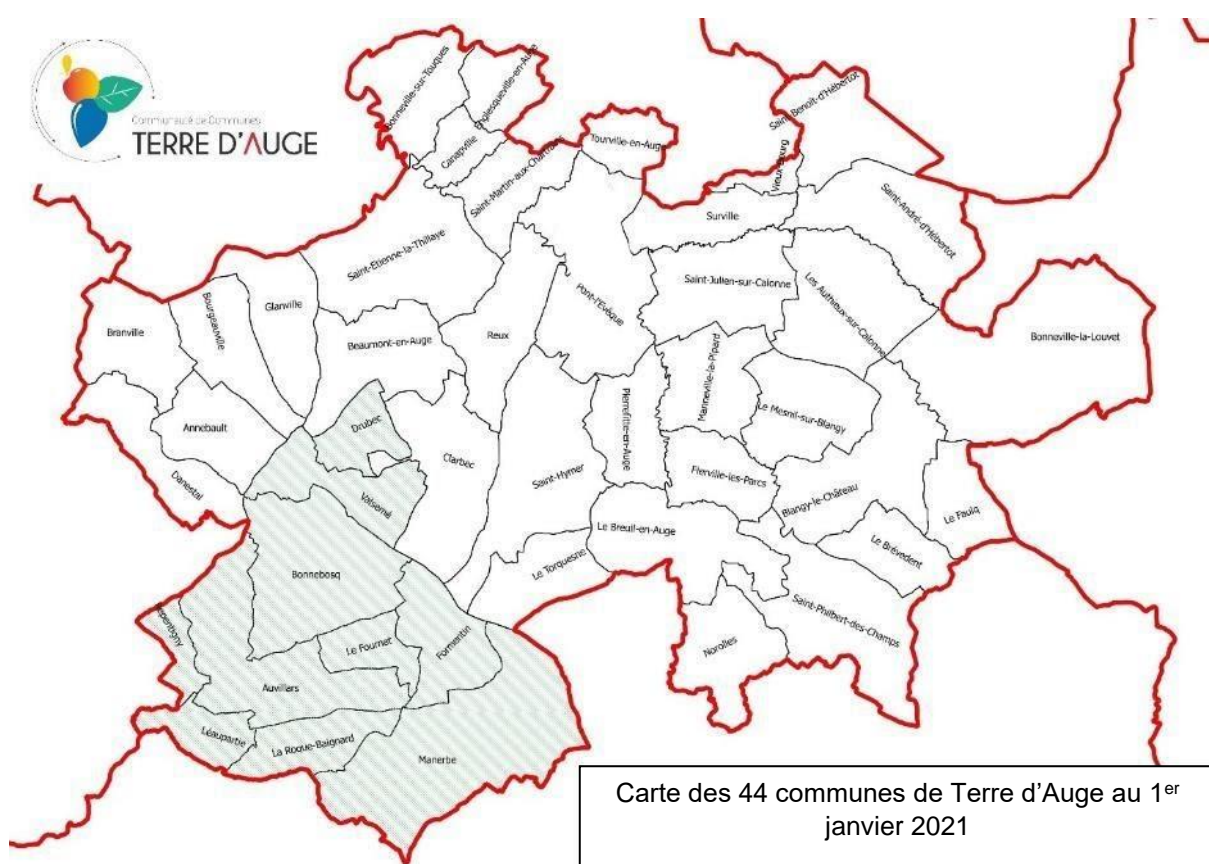 Communauté de Communes
TERRE D'AUGE
Bonneville-sur-Touques
Englesqueville-en-Auge
Saint-Benoît-d'Hébertot
Canapville
Tourville-en-Auge
Vieux-Bourg
Saint-Martin-aux-Chartrains
Surville
Saint-André-d'Hébertot
Saint-Etienne-la-Thillaye
Saint-Julien-sur-Calonne
Les Authieux-sur-Calonne
Pont-l'Evêque
Glanville
Bourgeauville
Branville
Beaumont-en-Auge
Reux
Bonneville-la-Louvet
Manneville-la-Pipard
Pierrefitte-en-Auge
Le Mesnil-sur-Blangy
Annebault
Drubec
Clarbec
Saint-Hymer
Fierville-les-Parcs
Danestal
Valsemé
Blangy-le-Château
Le Faulq
Le Breuil-en-Auge
Le Brévedent
Le Torquesne
Bonnebosq
Saint-Philbert-des-Champs
Repentigny
Le Fournet
Formentin
Norolles
Auvillars
Léaupartie
La Roque-Baignard
Manerbe
Carte des 44 communes de Terre d'Auge au 1er
janvier 2021